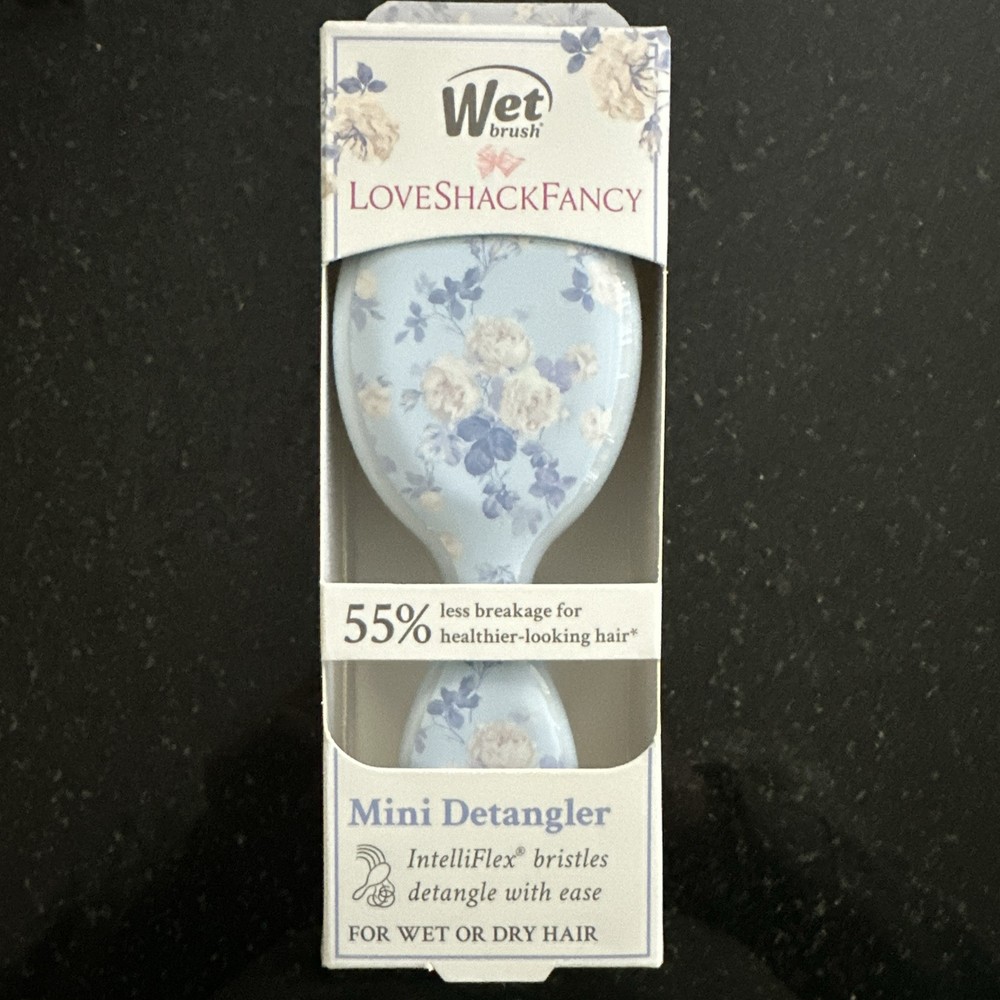 Wet
brush®
LOVESHACKFANCY
55% less breakage for
healthier-looking hair*
Mini Detangler
IntelliFlex® bristles
detangle with ease
FOR WET OR DRY HAIR